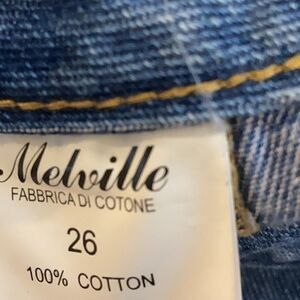 Melville
FABBRICA DI COTONE
26
100% COTTON